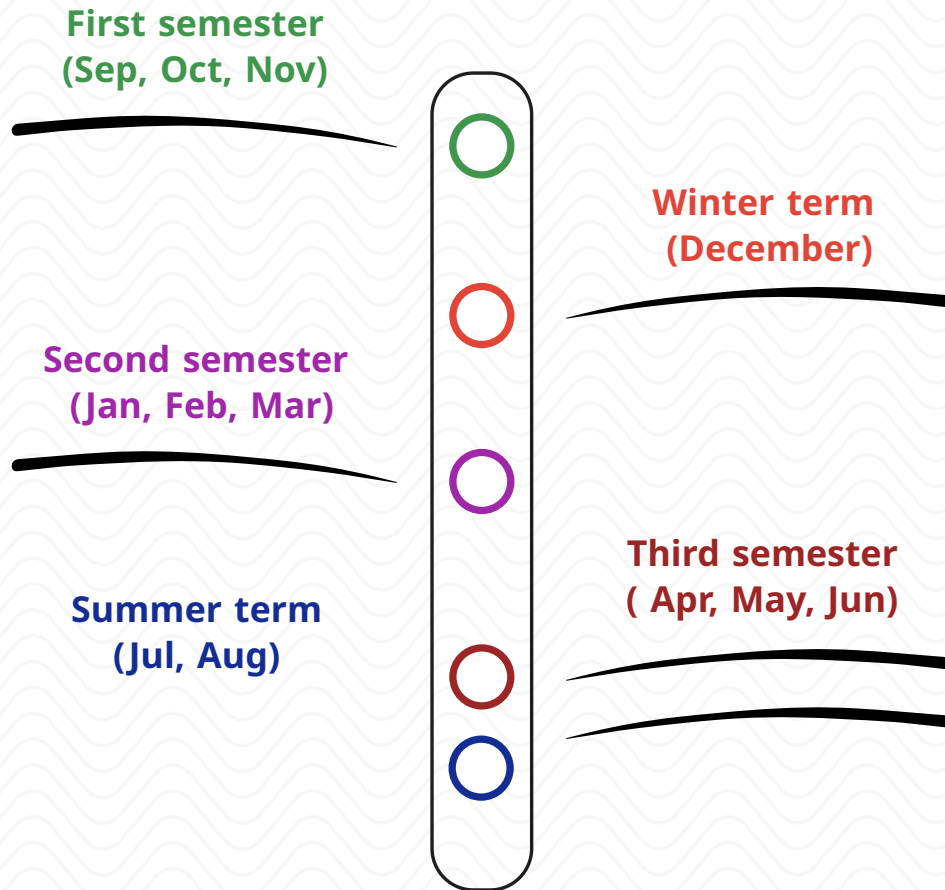 First semester
(Sep, Oct, Nov)
Winter term
(December)
Second semester
(Jan, Feb, Mar)
Third semester
( Apr, May, Jun)
Summer term
(Jul, Aug)